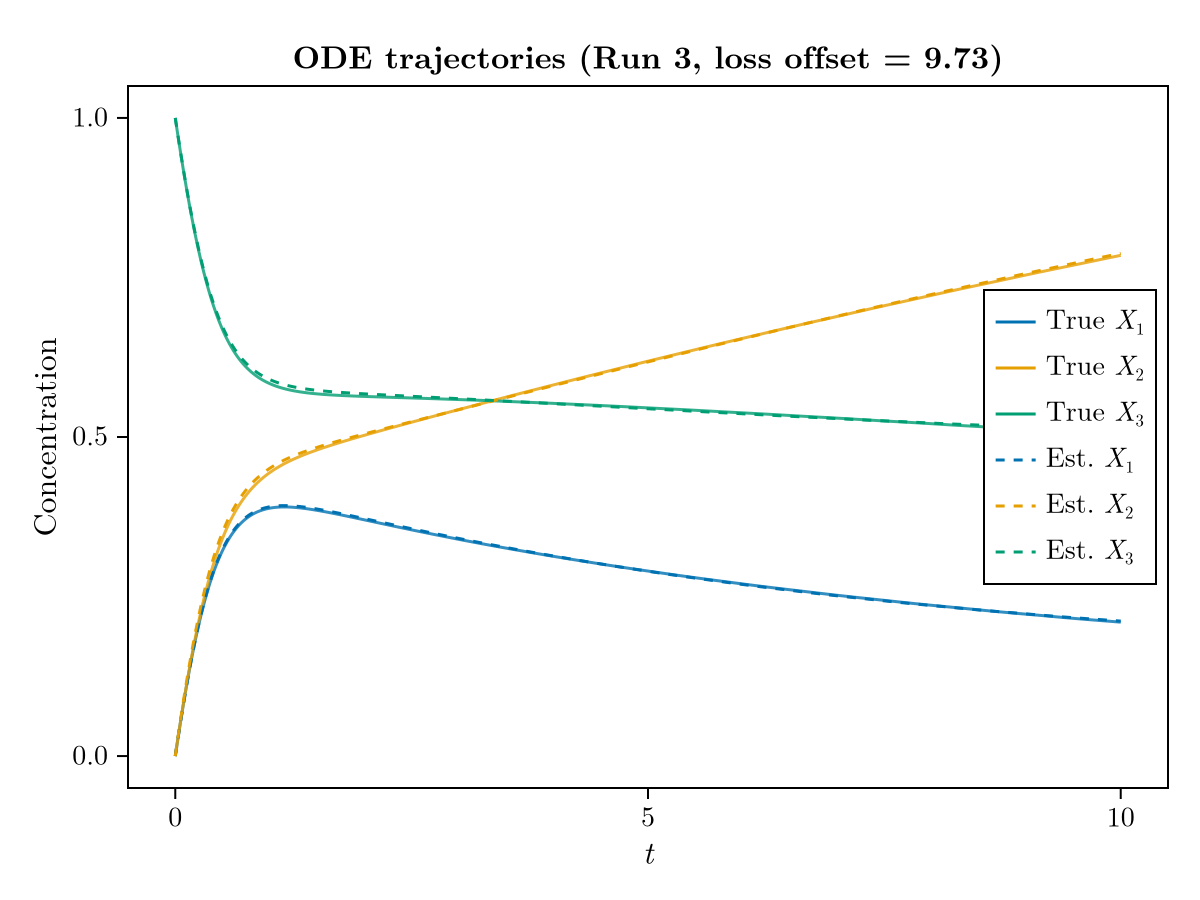 ODE trajectories (Run 3, loss offset = 9.73)
Concentration
1.0
0.5
0.0
0
5
10
t
True X₁
True X₂
True X₃
Est. X₁
Est. X₂
Est. X₃